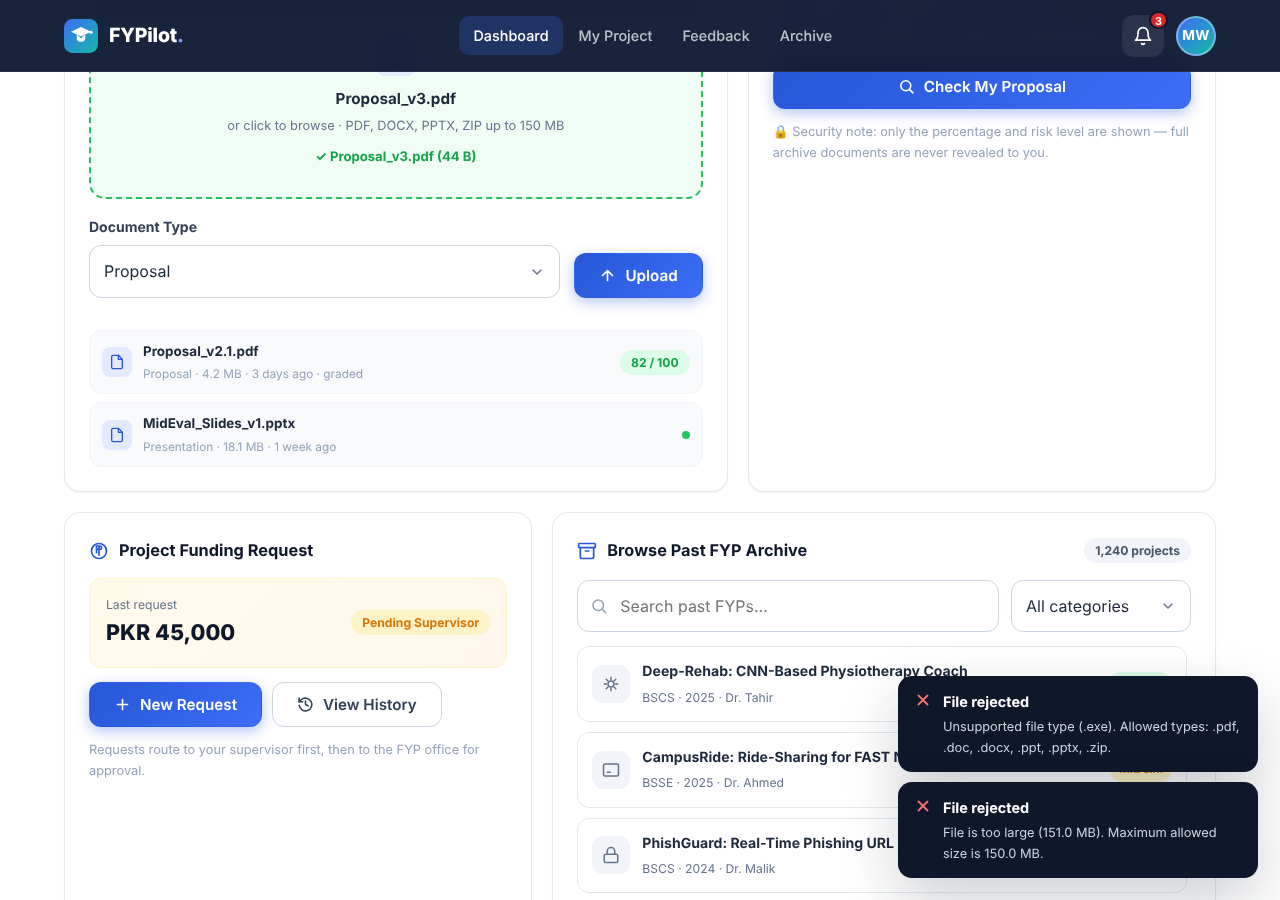 FYPilot.
Dashboard
My Project
Feedback
Archive
3
MW
Proposal_v3.pdf
or click to browse · PDF, DOCX, PPTX, ZIP up to 150 MB
✓ Proposal_v3.pdf (44 B)
Document Type
Proposal
Upload
Proposal_v2.1.pdf
Proposal · 4.2 MB · 3 days ago · graded
82 / 100
MidEval_Slides_v1.pptx
Presentation · 18.1 MB · 1 week ago
Check My Proposal
🔒 Security note: only the percentage and risk level are shown — full
archive documents are never revealed to you.
Project Funding Request
Last request
PKR 45,000
Pending Supervisor
New Request
View History
Requests route to your supervisor first, then to the FYP office for
approval.
Browse Past FYP Archive
1,240 projects
Search past FYPs...
All categories
Deep-Rehab: CNN-Based Physiotherapy Coach
BSCS · 2025 · Dr. Tahir
CampusRide: Ride-Sharing for FAST
BSSE · 2025 · Dr. Ahmed
PhishGuard: Real-Time Phishing URL
BSCS · 2024 · Dr. Malik
File rejected
Unsupported file type (.exe). Allowed types: .pdf,
.doc, .docx, .ppt, .pptx, .zip.
File rejected
File is too large (151.0 MB). Maximum allowed
size is 150.0 MB.